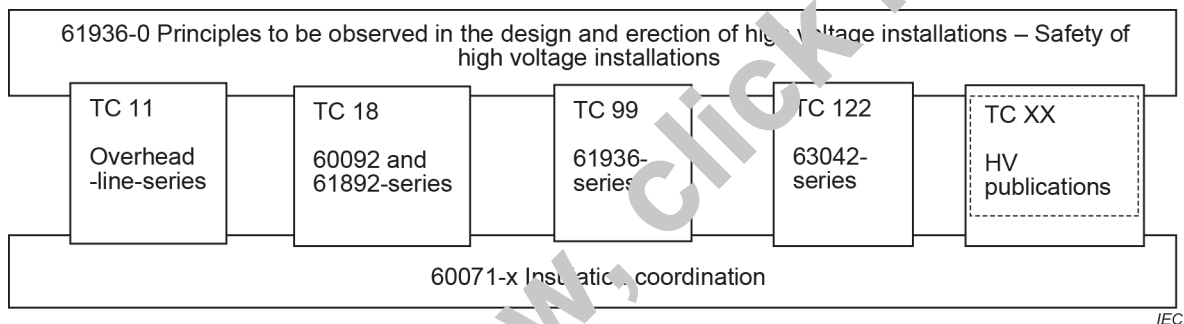 61936-0 Principles to be observed in the design and erection of high voltage installations – Safety of
high voltage installations
TC 11
Overhead
-line-series
TC 18
60092 and
61892-series
TC 99
61936-
series
TC 122
63042-
series
TC XX
HV
publications
60071-x Insulation coordination
IEC
w, click